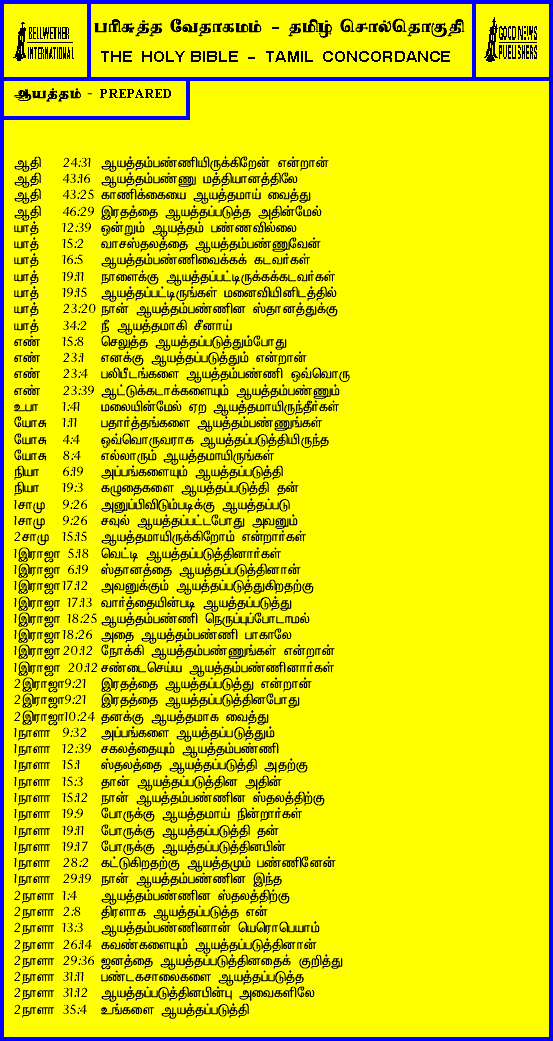 BELLWETHER
INTERNATIONAL
பரிசுத்த வேதாகமம் - தமிழ் சொல்தொகுதி
THE HOLY BIBLE - TAMIL CONCORDANCE
GOOD NEWS
PUBLISHERS
ஆயத்தம் - PREPARED
ஆதி 24:31 ஆயத்தம்பண்ணியிருக்கிறேன் என்றான்
ஆதி 43:16 ஆயத்தம்பண்ணு மத்தியானத்திலே
ஆதி 43:25 காணிக்கையை ஆயத்தமாய் வைத்து
ஆதி 46:29 இரதத்தை ஆயத்தப்படுத்த அதின்மேல்
யாத் 12:39 ஒன்றும் ஆயத்தம் பண்ணவில்லை
யாத் 15:2 வாசஸ்தலத்தை ஆயத்தம்பண்ணுவேன்
யாத் 16:5 ஆயத்தம்பண்ணிவைக்கக் கடவர்கள்
யாத் 19:11 நாளைக்கு ஆயத்தப்பட்டிருக்கக்கடவர்கள்
யாத் 19:15 ஆயத்தப்பட்டிருங்கள் மனைவியினிடத்தில்
யாத் 23:20 நான் ஆயத்தம்பண்ணின ஸ்தானத்துக்கு
யாத் 34:2 நீ ஆயத்தமாகி சீனாய்
எண் 15:8 செலுத்த ஆயத்தப்படுத்தும்போது
எண் 23:1 எனக்கு ஆயத்தப்படுத்தும் என்றான்
எண் 23:4 பலிபீடங்களை ஆயத்தம்பண்ணி ஒவ்வொரு
எண் 23:39 ஆட்டுக்கடாக்களையும் ஆயத்தம்பண்ணும்
உபா 1:41 மலையின்மேல் ஏற ஆயத்தமாயிருந்தீர்கள்
யோசு 1:11 பதார்த்தங்களை ஆயத்தம்பண்ணுங்கள்
யோசு 4:4 ஒவ்வொருவராக ஆயத்தப்படுத்தியிருந்த
யோசு 8:4 எல்லாரும் ஆயத்தமாயிருங்கள்
நியா 6:19 அப்பங்களையும் ஆயத்தப்படுத்தி
நியா 19:3 கழுதைகளை ஆயத்தப்படுத்தி தன்
1சாமு 9:26 அனுப்பிவிடும்படிக்கு ஆயத்தப்படு
1சாமு 9:26 சவுல் ஆயத்தப்பட்டபோது அவனும்
2சாமு 15:15 ஆயத்தமாயிருக்கிறோம் என்றார்கள்
1இராஜா 5:18 வெட்டி ஆயத்தப்படுத்தினார்கள்
1இராஜா 6:19 ஸ்தானத்தை ஆயத்தப்படுத்தினான்
1இராஜா 17:12 அவனுக்கும் ஆயத்தப்படுத்துகிறதற்கு
1இராஜா 17:13 வார்த்தையின்படி ஆயத்தப்படுத்து
1இராஜா 18:25 ஆயத்தம்பண்ணி நெருப்புப்போடாமல்
1இராஜா 18:26 அதை ஆயத்தம்பண்ணி பாகாலே
1இராஜா 20:12 நோக்கி ஆயத்தம்பண்ணுங்கள் என்றான்
1இராஜா 20:12 சண்டைசெய்ய ஆயத்தம்பண்ணினார்கள்
2இராஜா 9:21 இரதத்தை ஆயத்தப்படுத்து என்றான்
2இராஜா 9:21 இரதத்தை ஆயத்தப்படுத்தினபோது
2இராஜா 10:24 தனக்கு ஆயத்தமாக வைத்து
1நாளா 9:32 அப்பங்களை ஆயத்தப்படுத்தும்
1நாளா 12:39 சகலத்தையும் ஆயத்தம்பண்ணி
1நாளா 15:1 ஸ்தலத்தை ஆயத்தப்படுத்தி அதற்கு
1நாளா 15:3 தான் ஆயத்தப்படுத்தின அதின்
1நாளா 15:12 நான் ஆயத்தம்பண்ணின ஸ்தலத்திற்கு
1நாளா 19:9 போருக்கு ஆயத்தமாய் நின்றார்கள்
1நாளா 19:11 போருக்கு ஆயத்தப்படுத்தி தன்
1நாளா 19:17 போருக்கு ஆயத்தப்படுத்தினபின்
1நாளா 28:2 கட்டுகிறதற்கு ஆயத்தமும் பண்ணினேன்
1நாளா 29:19 நான் ஆயத்தம்பண்ணின இந்த
2நாளா 1:4 ஆயத்தம்பண்ணின ஸ்தலத்திற்கு
2நாளா 2:8 திரளாக ஆயத்தப்படுத்த என்
2நாளா 13:3 ஆயத்தம்பண்ணினான் யெரொபெயாம்
2நாளா 26:14 கவண்களையும் ஆயத்தப்படுத்தினான்
2நாளா 29:36 ஜனத்தை ஆயத்தப்படுத்தினதைக் குறித்து
2நாளா 31:11 பண்டகசாலைகளை ஆயத்தப்படுத்த
2நாளா 31:12 ஆயத்தப்படுத்தினபின்பு அவைகளிலே
2நாளா 35:4 உங்களை ஆயத்தப்படுத்தி